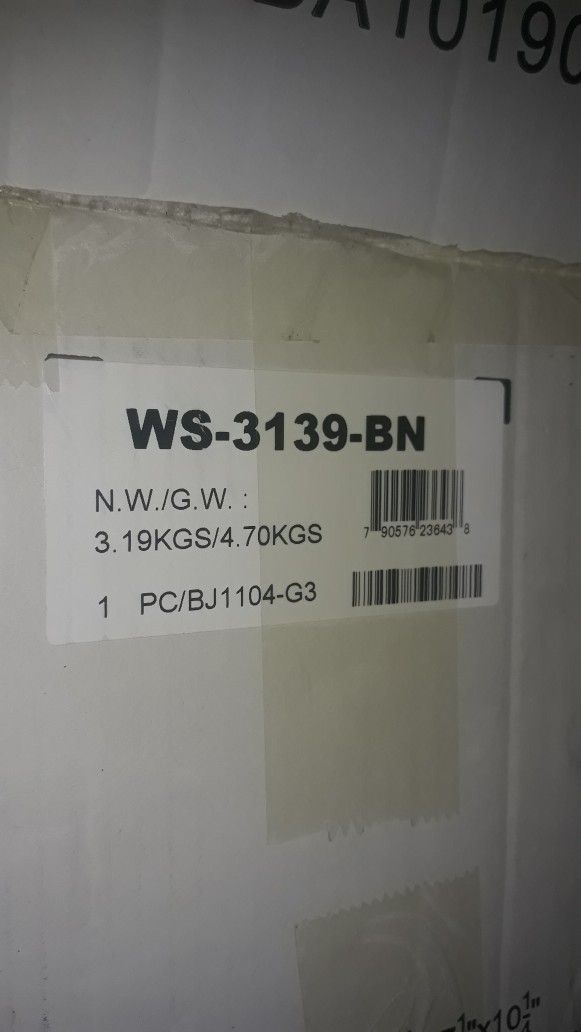 WS-3139-BN
N.W./G.W. :
3.19KGS/4.70KGS
7 90576 23643 8
1 PC/BJ1104-G3